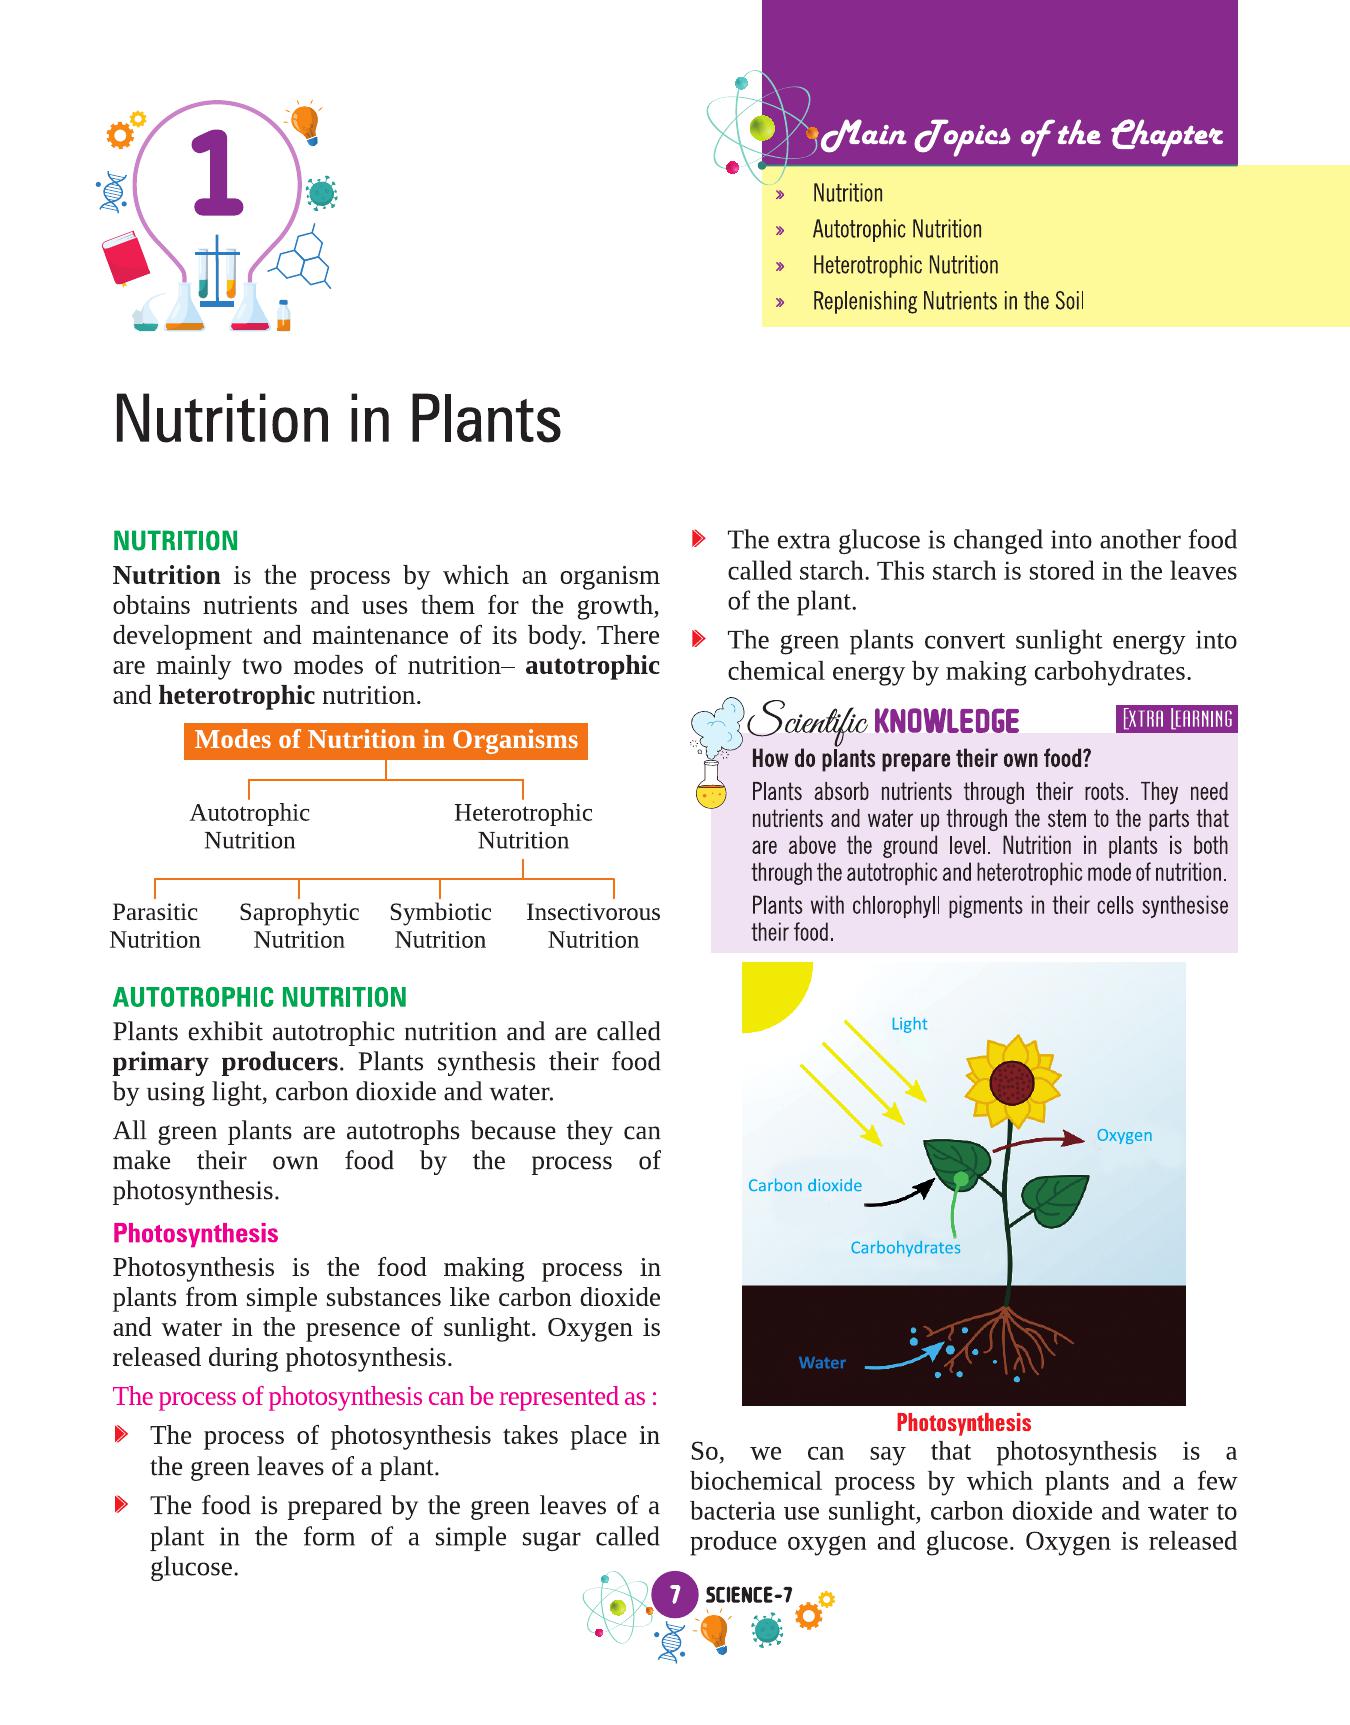 1
Main Topics of the Chapter
» Nutrition
» Autotrophic Nutrition
» Heterotrophic Nutrition
» Replenishing Nutrients in the Soil
Nutrition in Plants
NUTRITION
Nutrition is the process by which an organism
obtains nutrients and uses them for the growth,
development and maintenance of its body. There
are mainly two modes of nutrition– autotrophic
and heterotrophic nutrition.
Modes of Nutrition in Organisms
Autotrophic
Nutrition
Heterotrophic
Nutrition
Parasitic
Nutrition
Saprophytic
Nutrition
Symbiotic
Nutrition
Insectivorous
Nutrition
AUTOTROPHIC NUTRITION
Plants exhibit autotrophic nutrition and are called
primary producers. Plants synthesis their food
by using light, carbon dioxide and water.
All green plants are autotrophs because they can
make their own food by the process of
photosynthesis.
Photosynthesis
Photosynthesis is the food making process in
plants from simple substances like carbon dioxide
and water in the presence of sunlight. Oxygen is
released during photosynthesis.
The process of photosynthesis can be represented as :
The process of photosynthesis takes place in
the green leaves of a plant.
The food is prepared by the green leaves of a
plant in the form of a simple sugar called
glucose.
The extra glucose is changed into another food
called starch. This starch is stored in the leaves
of the plant.
The green plants convert sunlight energy into
chemical energy by making carbohydrates.
Scientific KNOWLEDGE
EXTRA LEARNING
How do plants prepare their own food?
Plants absorb nutrients through their roots. They need
nutrients and water up through the stem to the parts that
are above the ground level. Nutrition in plants is both
through the autotrophic and heterotrophic mode of nutrition.
Plants with chlorophyll pigments in their cells synthesise
their food.
Light
Oxygen
Carbon dioxide
Carbohydrates
Water
Photosynthesis
So, we can say that photosynthesis is a
biochemical process by which plants and a few
bacteria use sunlight, carbon dioxide and water to
produce oxygen and glucose. Oxygen is released
7 SCIENCE-7